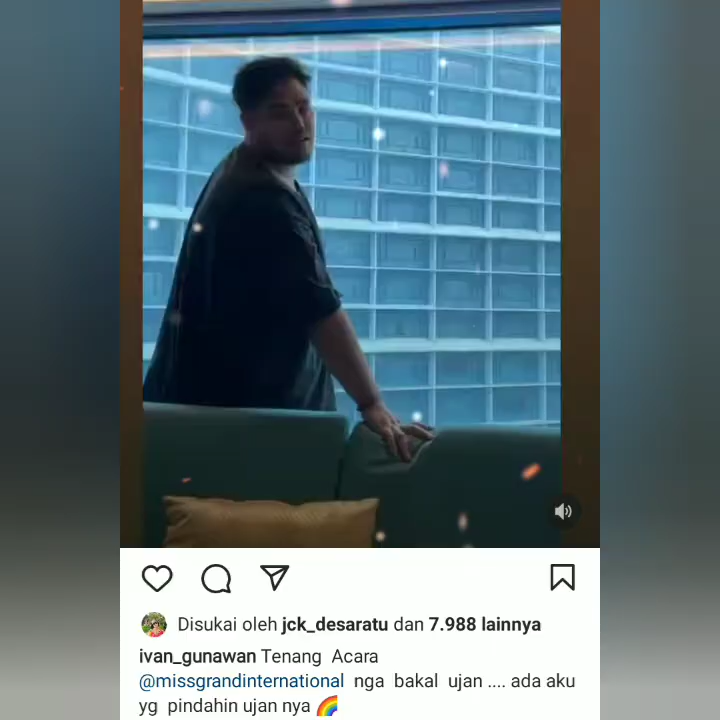 Disukai oleh jck_desaratu dan 7.988 lainnya
ivan_gunawan Tenang Acara
@missgrandinternational nga bakal ujan .... ada aku
yg pindahin ujan nya 🌈